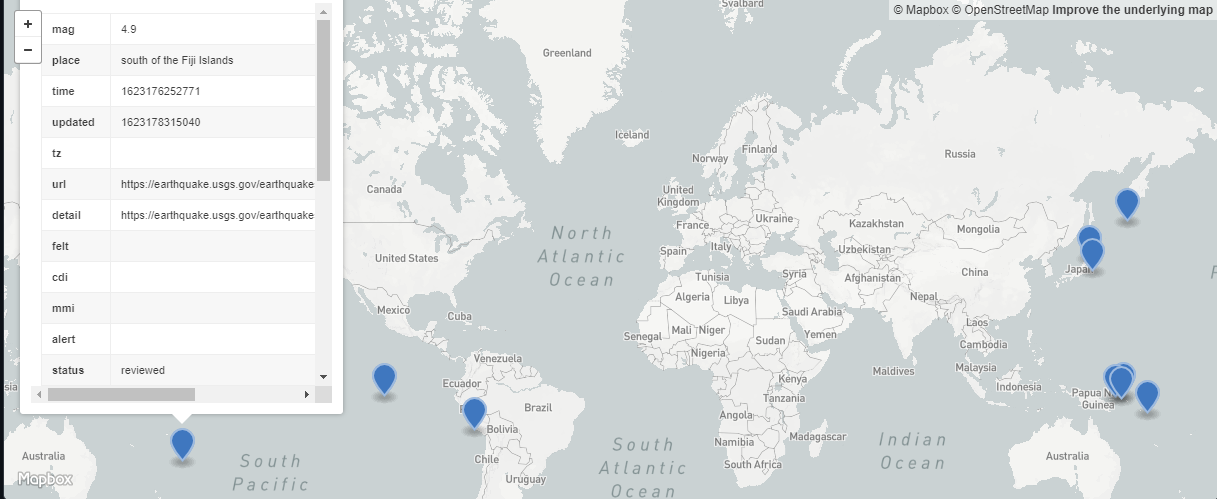 +
−
mag 4.9
place south of the Fiji Islands
time 1623176252771
updated 1623178315040
tz
url https://earthquake.usgs.gov/earthquake
detail https://earthquake.usgs.gov/earthquake
felt
cdi
mmi
alert
status reviewed
© Mapbox © OpenStreetMap Improve the underlying map
Svalbard
Greenland
Iceland
Finland
Norway
Russia
Canada
United
Kingdom
Ukraine
Kazakhstan
Mongolia
France
Italy
Uzbekistan
North
Atlantic
Ocean
United States
Spain
Syria
Afghanistan
China
Tunisia
Algeria
Libya
Nepal
Mexico
Cuba
Saudi Arabia
Senegal
Mali
Niger
Sudan
Yemen
Laos
Cambodia
Nigeria
Venezuela
Maldives
Malaysia
Kenya
Indonesia
Ecuador
Tanzania
Papua
Guinea
Brazil
Angola
Bolivia
Namibia
Madagascar
Indian
Ocean
South
Atlantic
Ocean
Australia
Chile
South Africa
Australia
South
Pacific
Uruguay
Mapbox